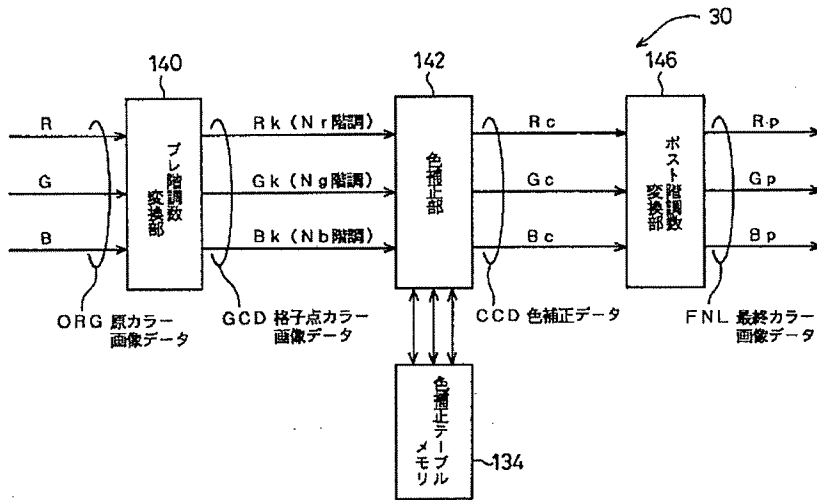 30
140
142
146
R
Rk (Nr階調)
Rc
Rp
G
Gk (Ng階調)
Gc
Gp
B
Bk (Nb階調)
Bc
Bp
プレ階調数
変換部
色補正部
ポスト階調数
変換部
ORG 原カラー
画像データ
GCD 格子点カラー
画像データ
CCD 色補正データ
FNL 最終カラー
画像データ
色補正テーブル
メモリ
134